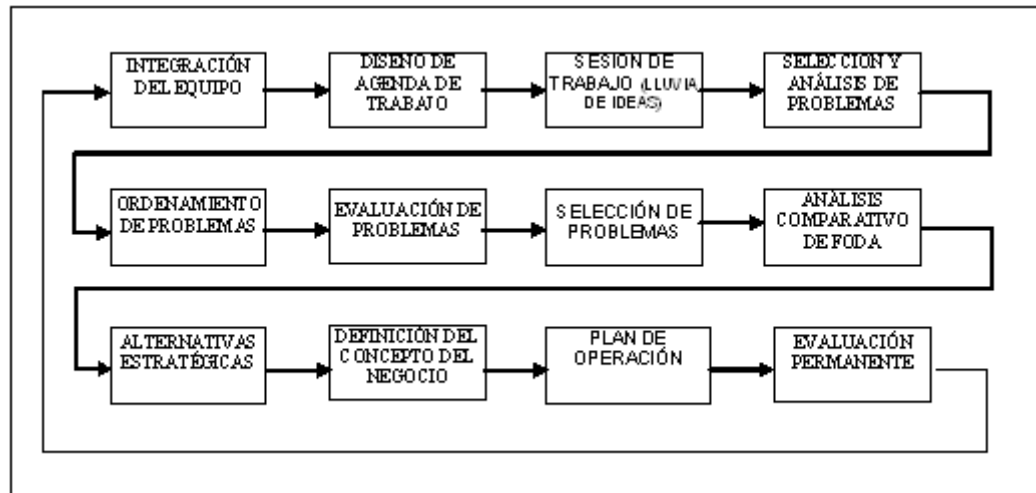 INTEGRACIÓN
DEL EQUIPO
DISEÑO DE
AGENDA DE
TRABAJO
SESION DE
TRABAJO (LLUVIA
DE IDEAS)
SELECCION Y
ANÁLISIS DE
PROBLEMAS
ORDENAMIENTO
DE PROBLEMAS
EVALUACIÓN DE
PROBLEMAS
SELECCIÓN DE
PROBLEMAS
ANÀLISIS
COMPARATIVO
DE FODA
ALTERNATIVAS
ESTRATÉGICAS
DEFINICIÓN DEL
CONCEPTO DEL
NEGOCIO
PLAN DE
OPERACIÓN
EVALUACIÓN
PERMANENTE